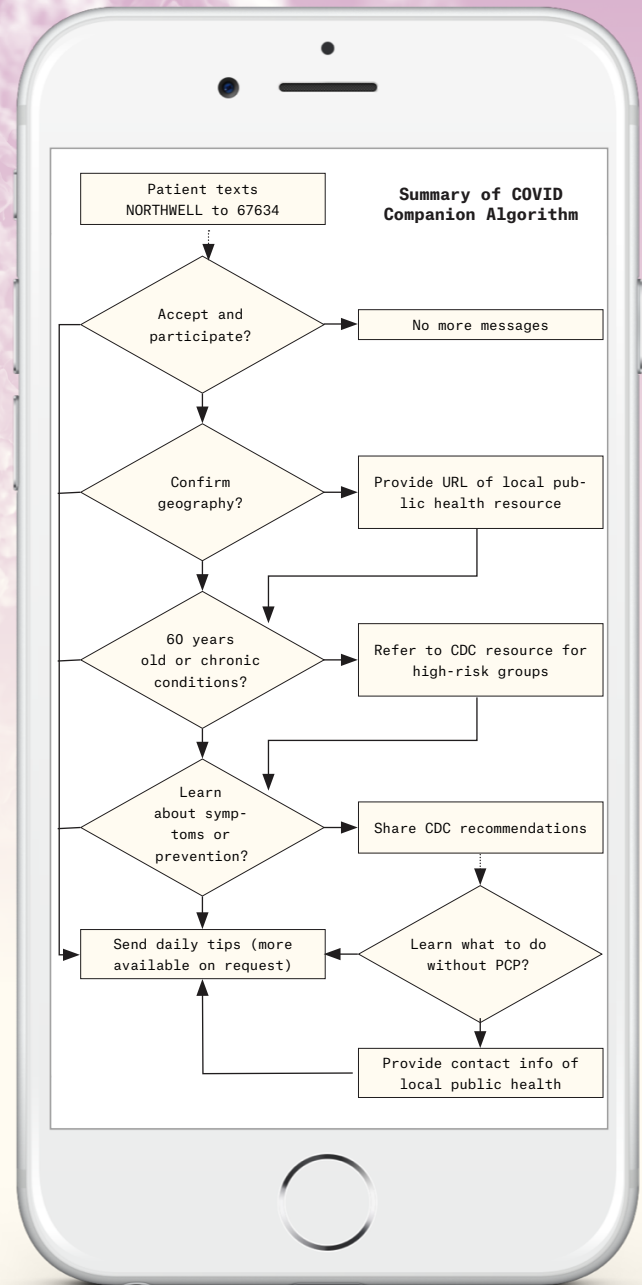 Patient texts
NORTHWELL to 67634
Summary of COVID
Companion Algorithm
Accept and
participate?
No more messages
Confirm
geography?
Provide URL of local pub-
lic health resource
60 years
old or chronic
conditions?
Refer to CDC resource for
high-risk groups
Learn
about symp-
toms or
prevention?
Share CDC recommendations
Send daily tips (more
available on request)
Learn what to do
without PCP?
Provide contact info of
local public health